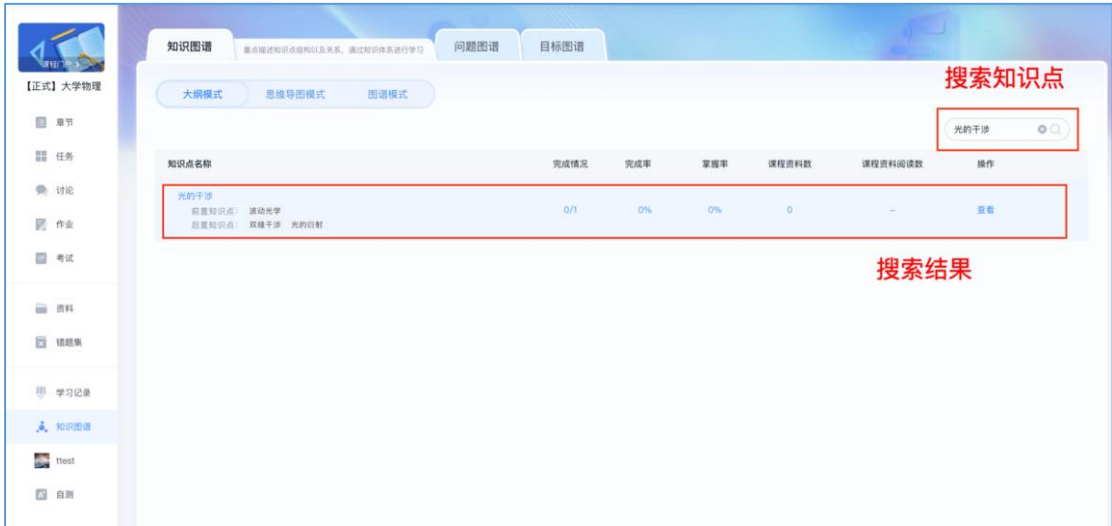 课程门户 >
【正式】大学物理
章节
任务
讨论
作业
考试
资料
错题集
学习记录
知识图谱
ttest
自测
知识图谱 重点描述知识点结构以及关系，通过知识体系进行学习 问题图谱 目标图谱
大纲模式 思维导图模式 图谱模式
搜索知识点
光的干涉
知识点名称 完成情况 完成率 掌握率 课程资料数 课程资料阅读数 操作
光的干涉
前置知识点： 波动光学 0/1 0% 0% 0 – 查看
后置知识点： 双缝干涉 光的衍射
搜索结果